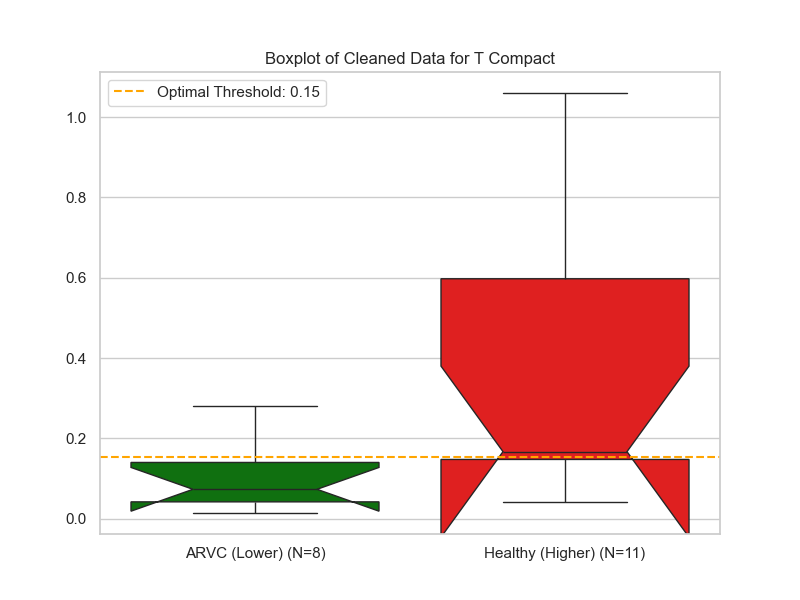 Boxplot of Cleaned Data for T Compact
Optimal Threshold: 0.15
1.0
0.8
0.6
0.4
0.2
0.0
ARVC (Lower) (N=8)
Healthy (Higher) (N=11)